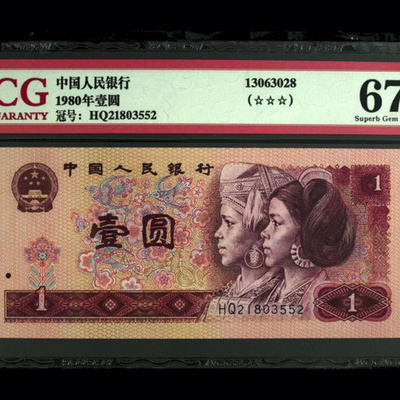 CG
GUARANTY
中国人民银行
1980年壹圆
冠号: HQ21803552
13063028
(☆☆☆)
67
Superb Gem
中国人民银行
壹圆
1
1
1
HQ21803552